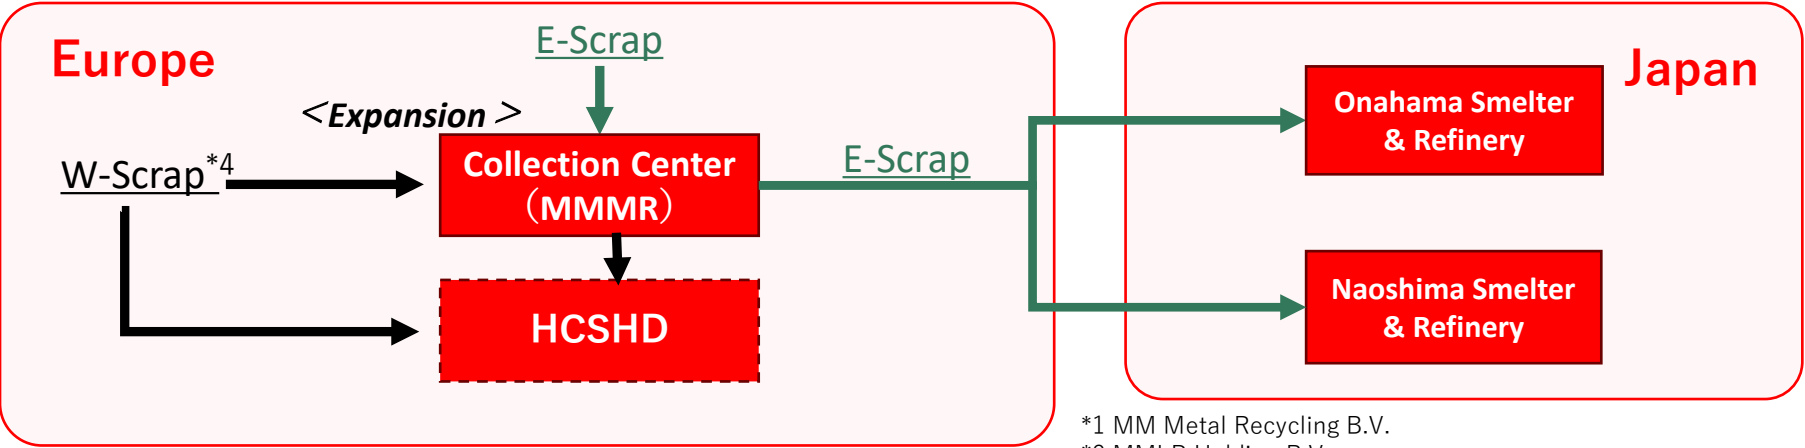 Europe
E-Scrap
＜Expansion ＞
W-Scrap*4
Collection Center
（MMMR）
E-Scrap
HCSHD
Japan
Onahama Smelter
& Refinery
Naoshima Smelter
& Refinery
*1 MM Metal Recycling B.V.